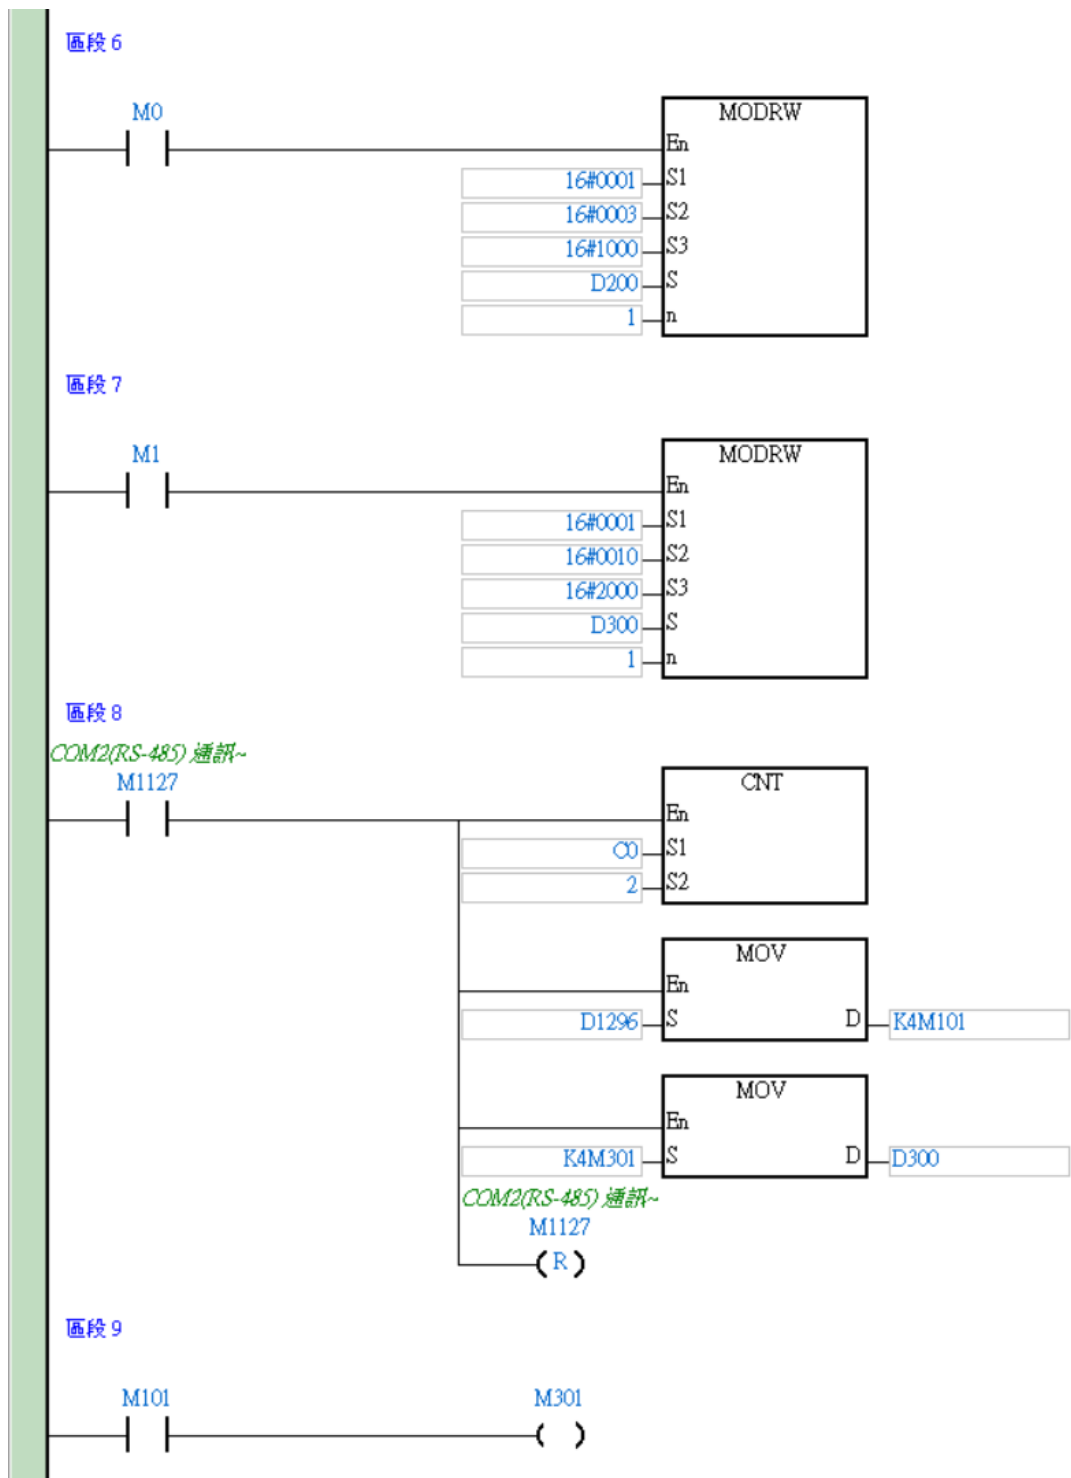 區段 6
M0
MODRW
En
16#0001 S1
16#0003 S2
16#1000 S3
D200 S
1 n
區段 7
M1
MODRW
En
16#0001 S1
16#0010 S2
16#2000 S3
D300 S
1 n
區段 8
COM2(RS-485) 通訊~
M1127
CNT
En
C0 S1
2 S2
MOV
En
D1296 S D K4M101
MOV
En
K4M301 S D D300
COM2(RS-485) 通訊~
M1127
R
區段 9
M101 M301